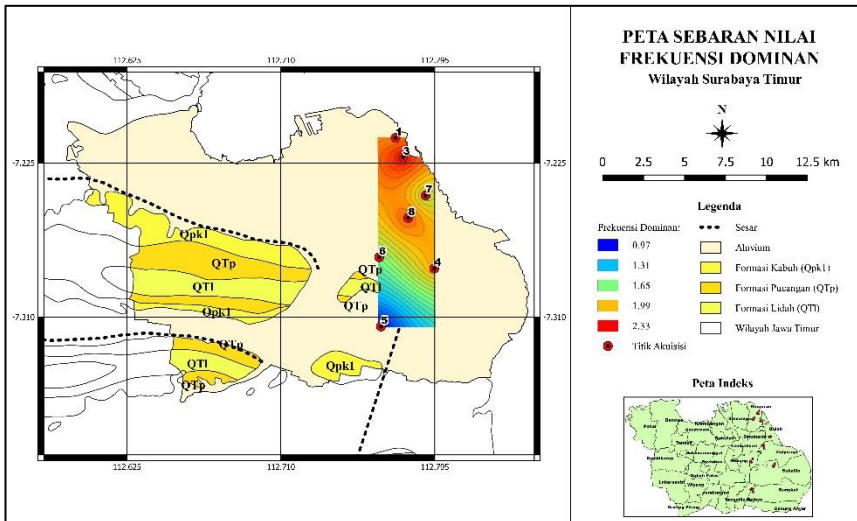 PETA SEBARAN NILAI
FREKUENSI DOMINAN
Wilayah Surabaya Timur
N
0 2.5 5 7.5 10 12.5 km
Legenda
Frekuensi Dominan:
0.97
1.31
1.65
1.99
2.33
Titik Akuisisi
Sesar
Aluvium
Formasi Kabuh (Qpk1)
Formasi Pucangan (QTp)
Formasi Lidah (QTl)
Wilayah Jawa Timur
Peta Indeks
112.625 112.710 112.795
-7.225 -7.225
-7.310 -7.310
112.625 112.710 112.795
1
3
7
8
6
4
5
Qpk1
QTp
QTl
Qpk1
QTp
QTl
QTp
QTp
QTl
QTp
Qpk1